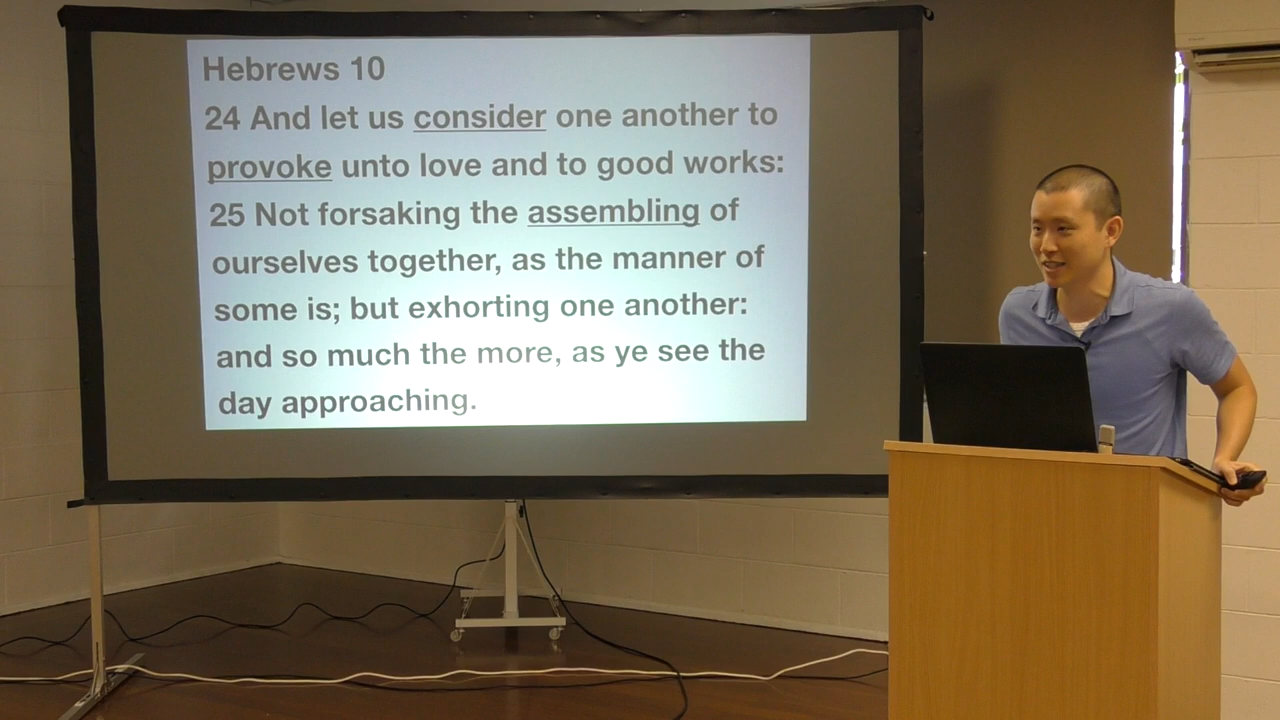 Hebrews 10
24 And let us consider one another to
provoke unto love and to good works:
25 Not forsaking the assembling of
ourselves together, as the manner of
some is; but exhorting one another:
and so much the more, as ye see the
day approaching.